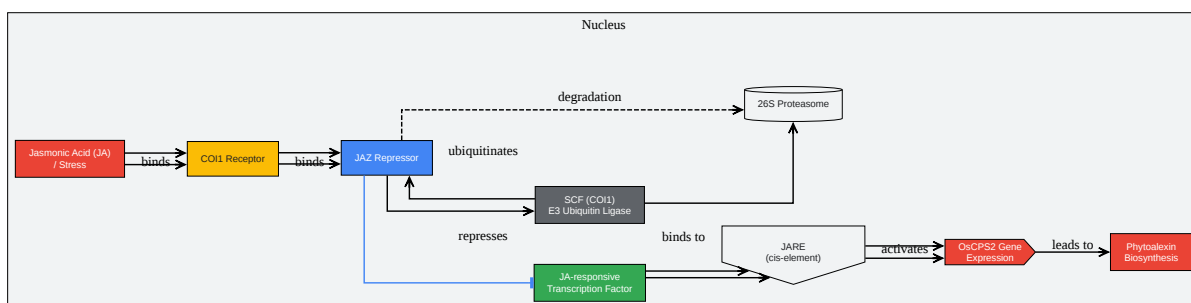 Nucleus
degradation
26S Proteasome
Jasmonic Acid (JA)
/ Stress
binds
COI1 Receptor
binds
JAZ Repressor
ubiquitinates
SCF (COI1)
E3 Ubiquitin Ligase
represses
binds to
JARE
(cis-element)
activates
OsCPS2 Gene
Expression
leads to
Phytoalexin
Biosynthesis
JA-responsive
Transcription Factor